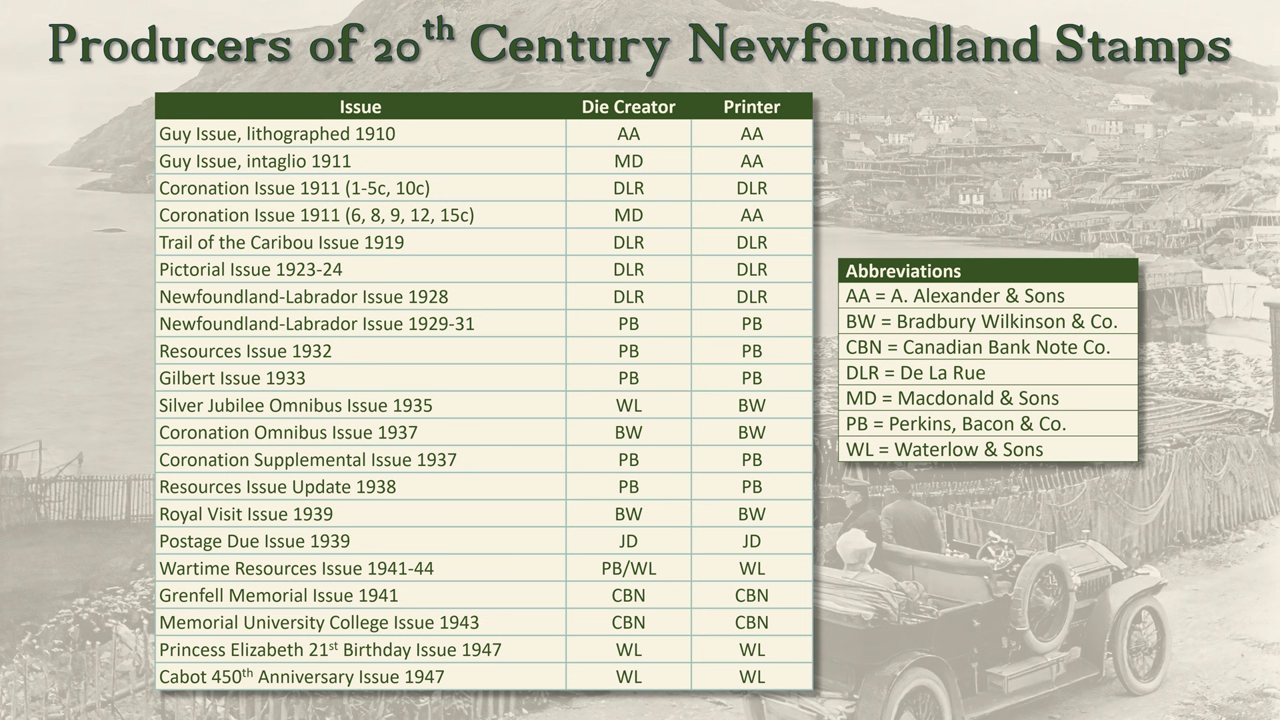 Producers of 20th Century Newfoundland Stamps
Issue Die Creator Printer
Guy Issue, lithographed 1910 AA AA
Guy Issue, intaglio 1911 MD AA
Coronation Issue 1911 (1-5c, 10c) DLR DLR
Coronation Issue 1911 (6, 8, 9, 12, 15c) MD AA
Trail of the Caribou Issue 1919 DLR DLR
Pictorial Issue 1923-24 DLR DLR
Newfoundland-Labrador Issue 1928 DLR DLR
Newfoundland-Labrador Issue 1929-31 PB PB
Resources Issue 1932 PB PB
Gilbert Issue 1933 PB PB
Silver Jubilee Omnibus Issue 1935 WL BW
Coronation Omnibus Issue 1937 BW BW
Coronation Supplemental Issue 1937 PB PB
Resources Issue Update 1938 PB PB
Royal Visit Issue 1939 BW BW
Postage Due Issue 1939 JD JD
Wartime Resources Issue 1941-44 PB/WL WL
Grenfell Memorial Issue 1941 CBN CBN
Memorial University College Issue 1943 CBN CBN
Princess Elizabeth 21st Birthday Issue 1947 WL WL
Cabot 450th Anniversary Issue 1947 WL WL
Abbreviations
AA = A. Alexander & Sons
BW = Bradbury Wilkinson & Co.
CBN = Canadian Bank Note Co.
DLR = De La Rue
MD = Macdonald & Sons
PB = Perkins, Bacon & Co.
WL = Waterlow & Sons